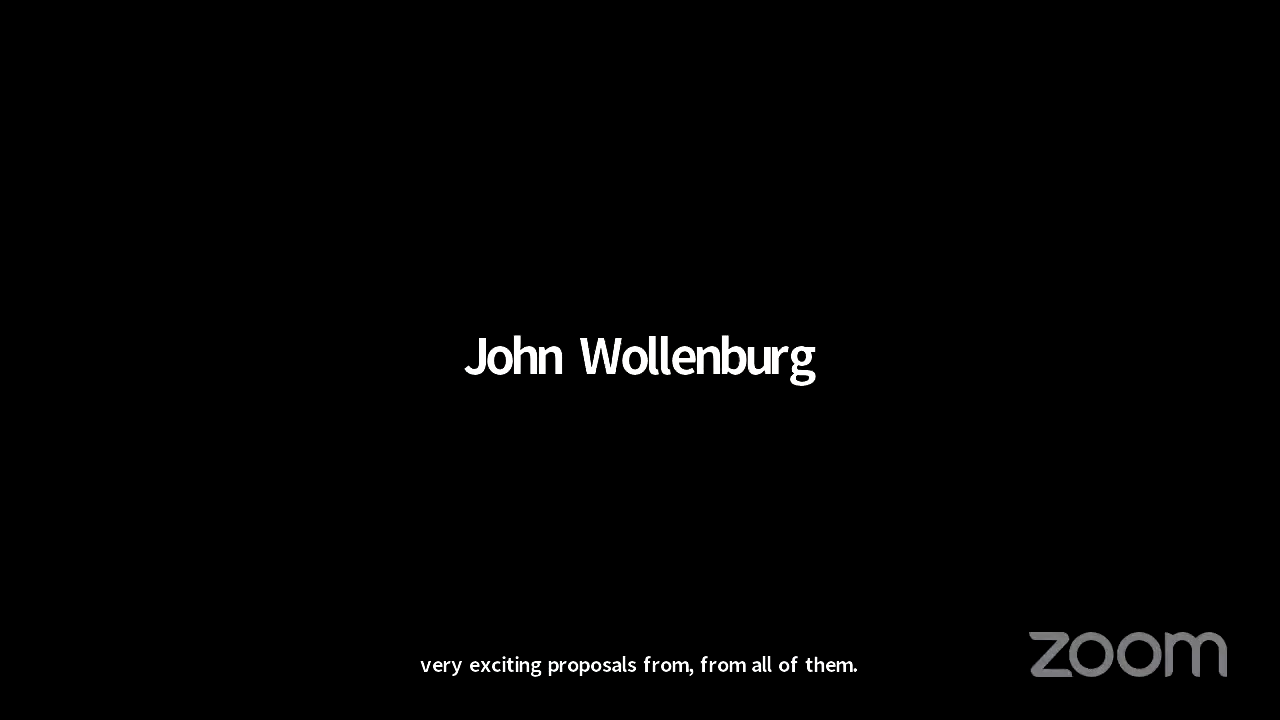 John Wollenburg
very exciting proposals from, from all of them.
zoom